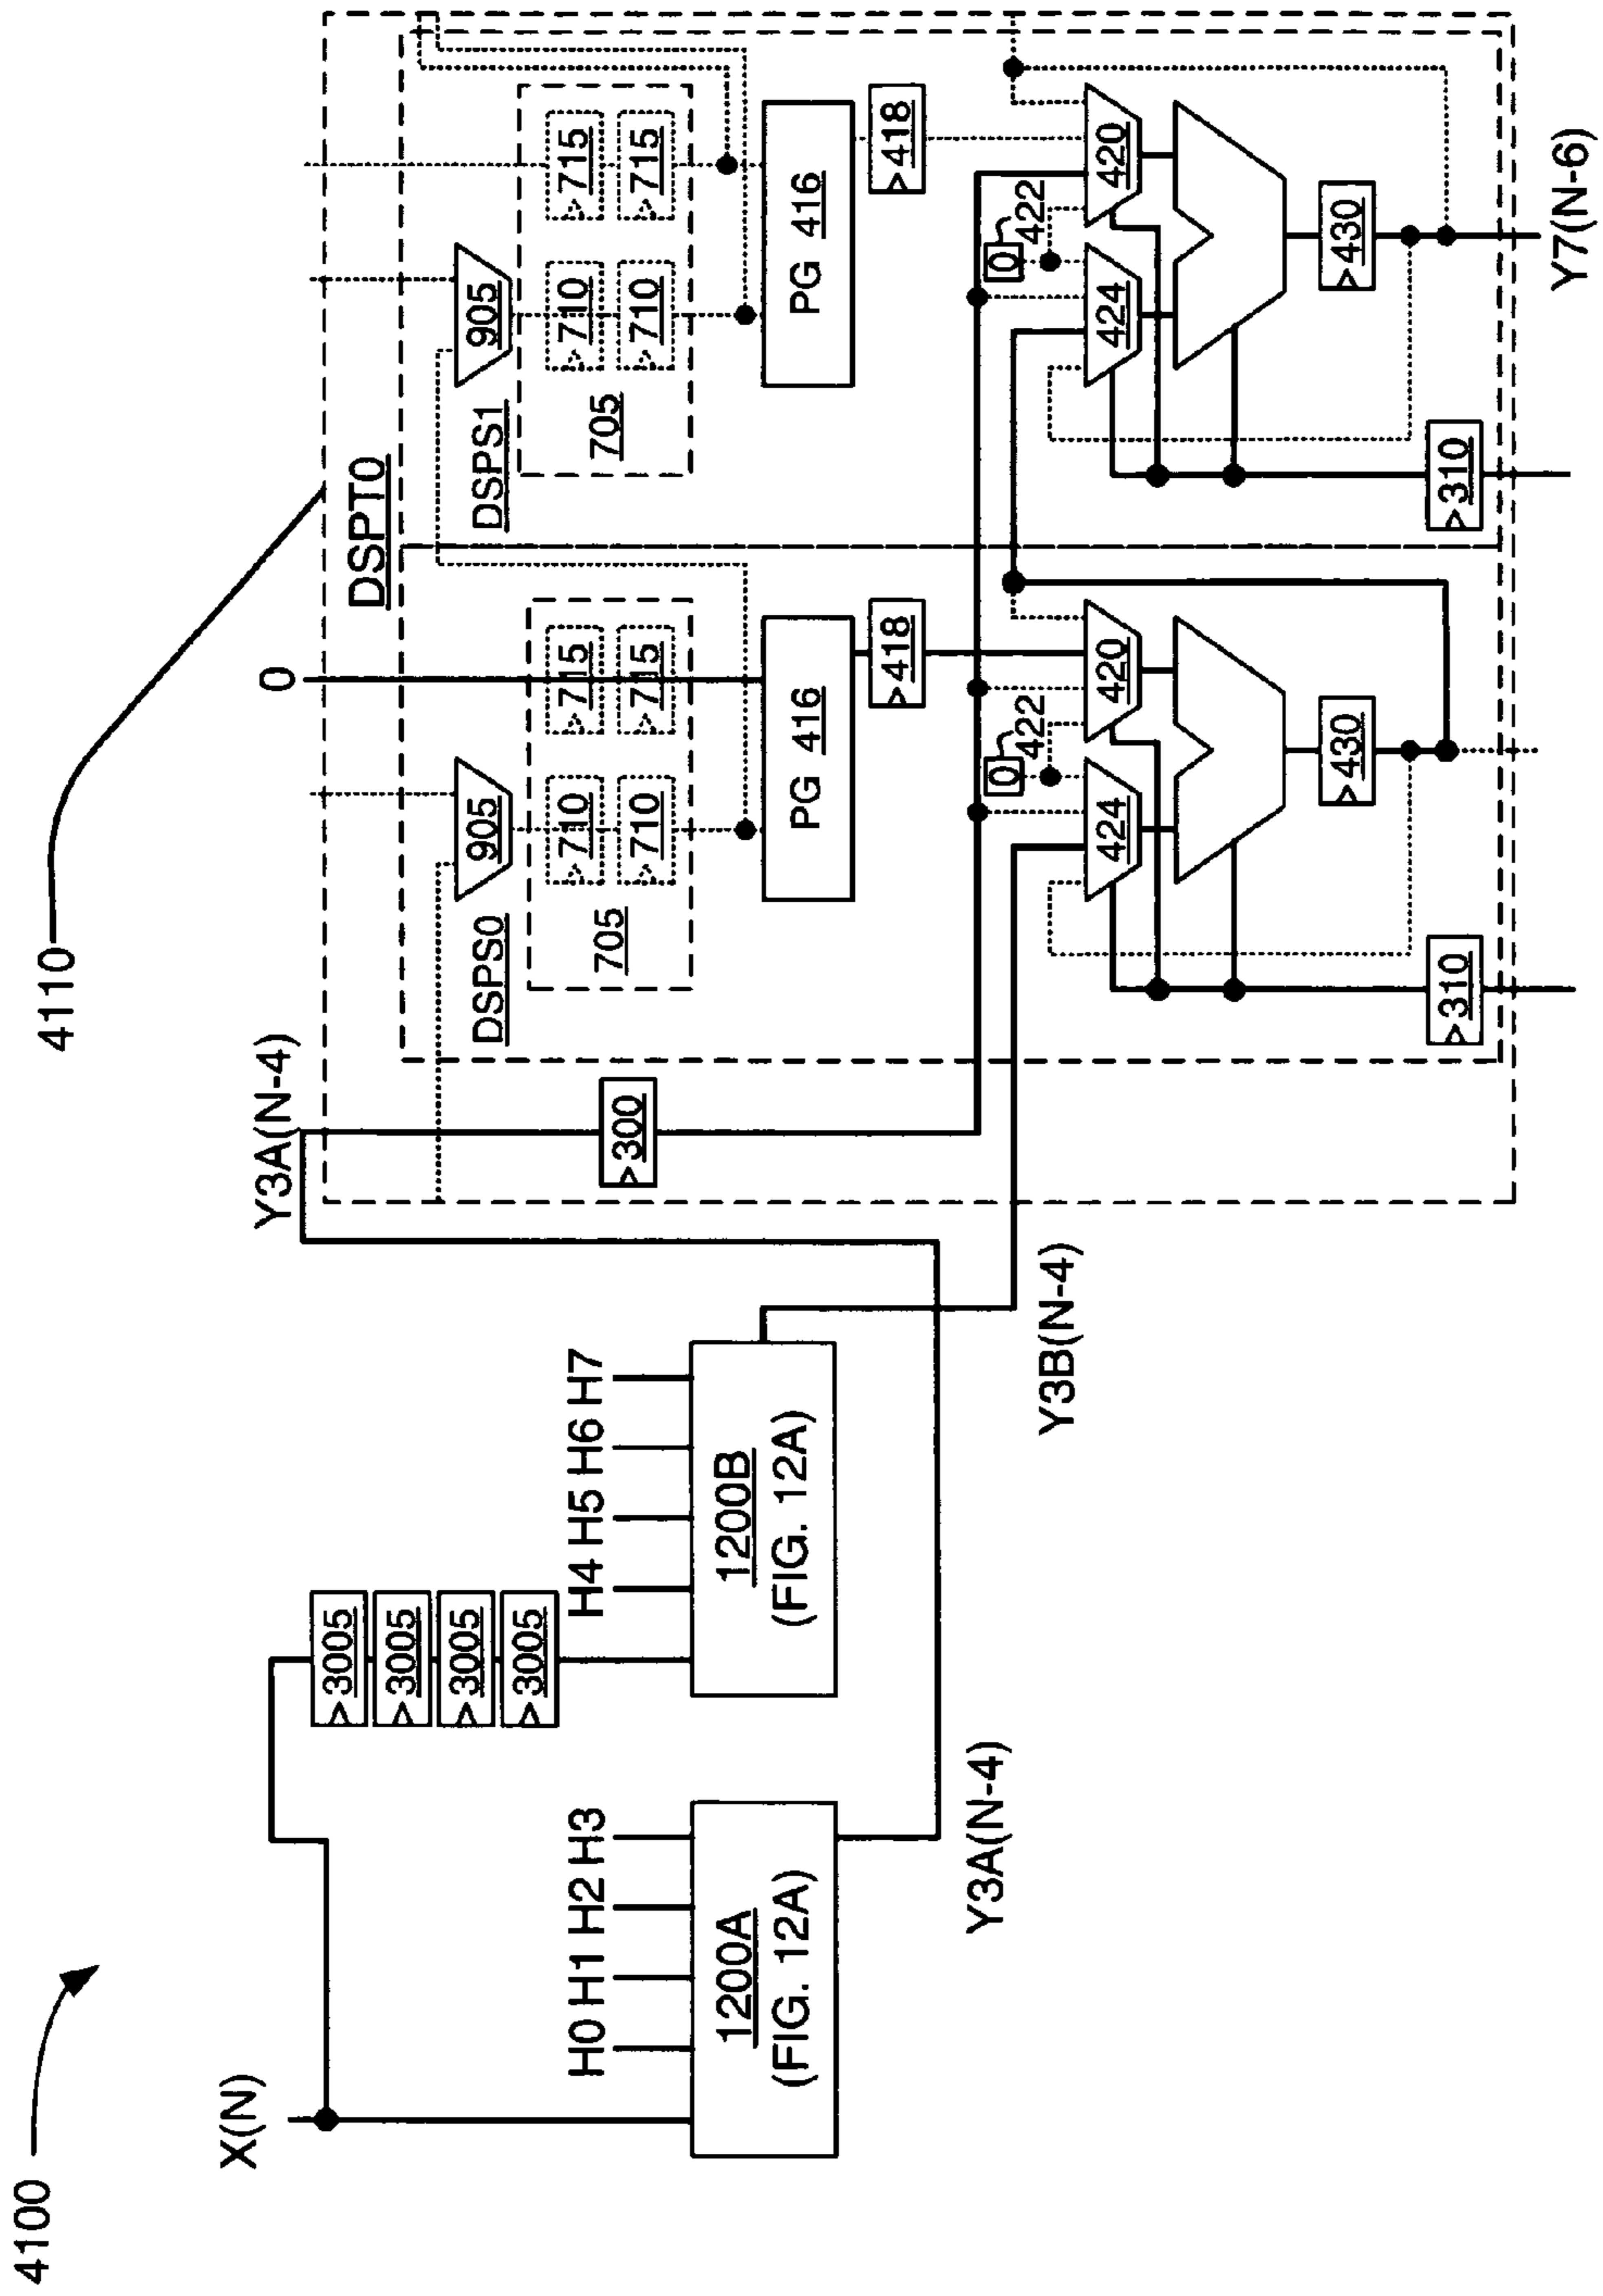 4100
4110
X(N)
H0 H1 H2 H3
1200A
(FIG. 12A)
Y3A(N-4)
>3005
>3005
>3005
>3005
H4 H5 H6 H7
1200B
(FIG. 12A)
Y3B(N-4)
Y3A(N-4)
>300
DSPT0
0
DSPS0
905
705
>710
>710
>715
>715
PG 416
>418
0
422
424
420
>430
>310
DSPS1
905
705
>710
>710
>715
>715
PG 416
>418
0
422
424
420
>430
>310
Y7(N-6)